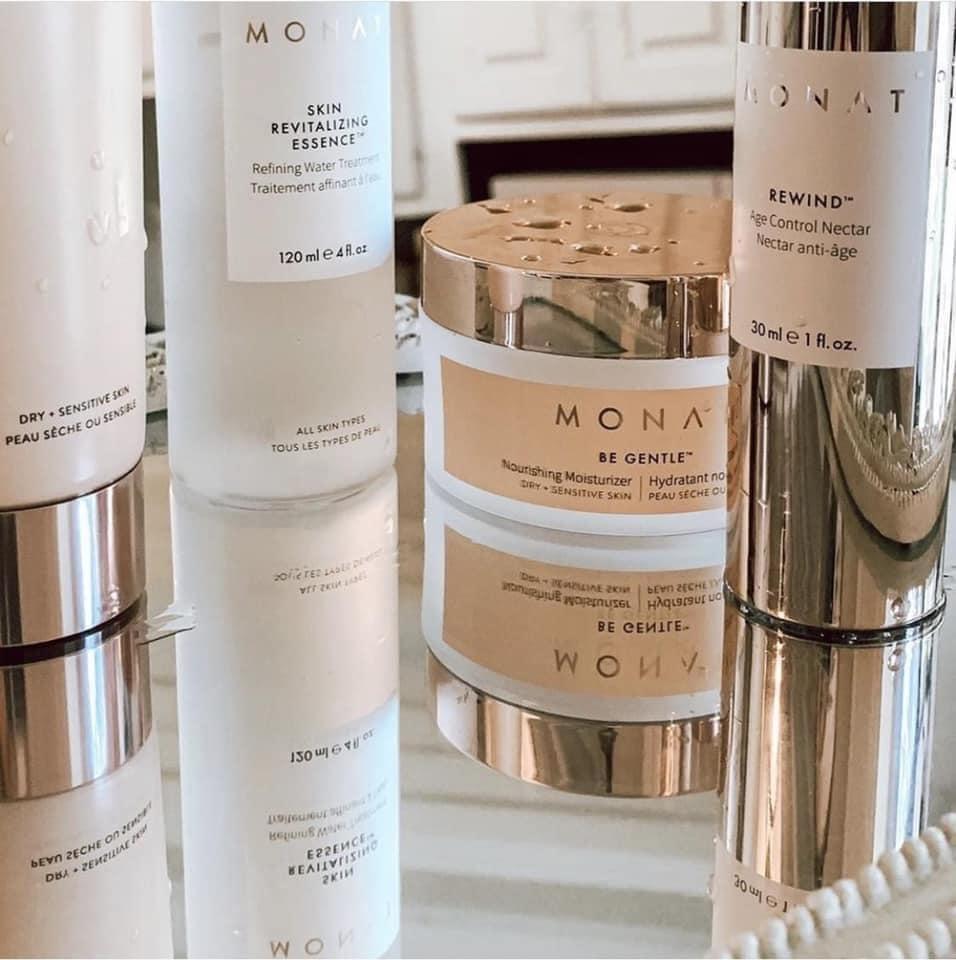 DRY + SENSITIVE SKIN
PEAU SÈCHE OU SENSIBLE
MONAT
SKIN
REVITALIZING
ESSENCE™
Refining Water Treatment
Traitement affinant à l'eau
120 ml e 4 fl. oz.
ALL SKIN TYPES
TOUS LES TYPES DE PEAU
MONA
BE GENTLE™
Nourishing Moisturizer | Hydratant no
DRY + SENSITIVE SKIN | PEAU SÈCHE OU
MONAT
REWIND™
Age Control Nectar
Nectar anti-âge
30 ml e 1 fl. oz.